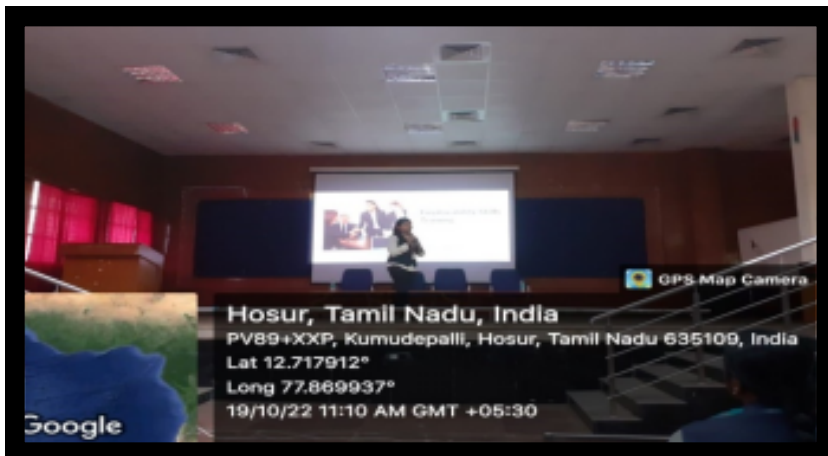 Training
GPS Map Camera
Hosur, Tamil Nadu, India
PV89+XXP, Kumudepalli, Hosur, Tamil Nadu 635109, India
Lat 12.717912°
Long 77.869937°
19/10/22 11:10 AM GMT +05:30
Google